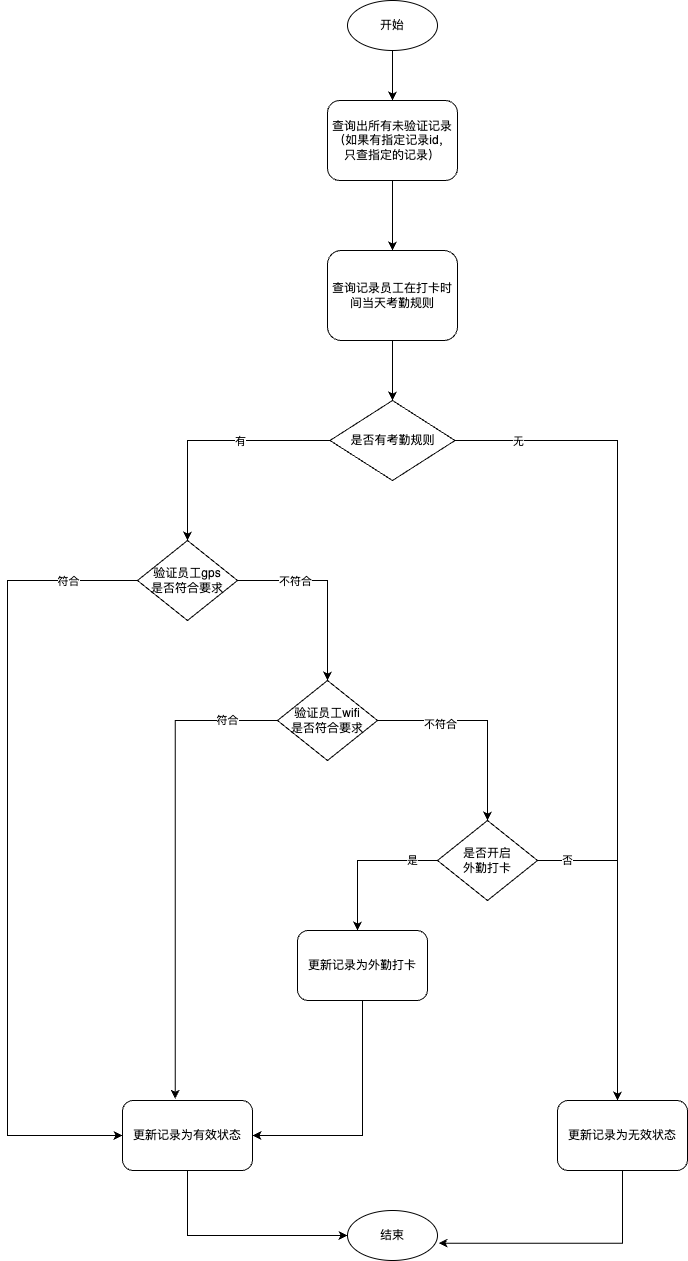 开始
查询出所有未验证记录
（如果有指定记录id，
只查指定的记录）
查询记录员工在打卡时
间当天考勤规则
是否有考勤规则
有
无
验证员工gps
是否符合要求
符合
不符合
验证员工wifi
是否符合要求
符合
不符合
是否开启
外勤打卡
是
否
更新记录为外勤打卡
更新记录为有效状态
更新记录为无效状态
结束